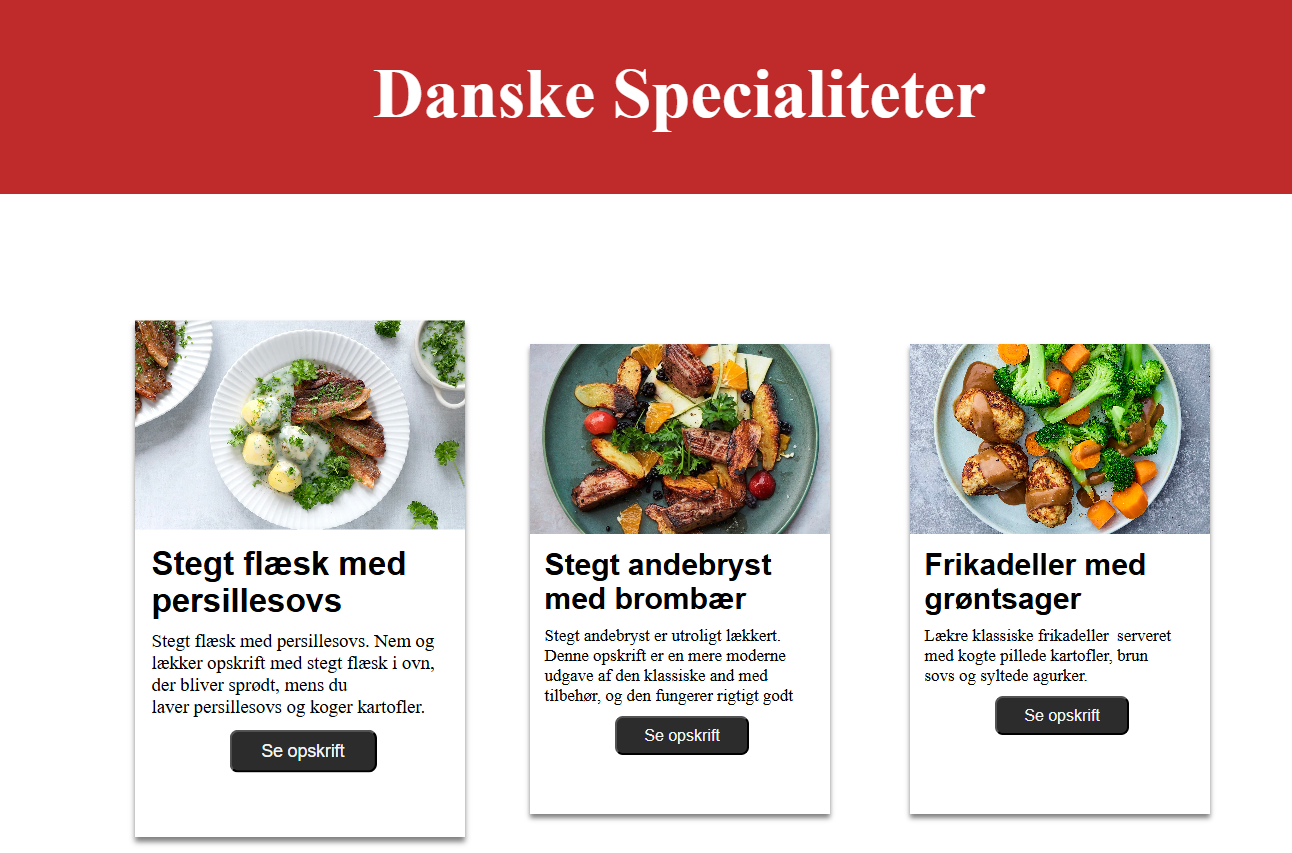 Danske Specialiteter
Stegt flæsk med
persillesovs
Stegt flæsk med persillesovs. Nem og
lækker opskrift med stegt flæsk i ovn,
der bliver sprødt, mens du
laver persillesovs og koger kartofler.
Se opskrift
Stegt andebryst
med brombær
Stegt andebryst er utroligt lækkert.
Denne opskrift er en mere moderne
udgave af den klassiske and med
tilbehør, og den fungerer rigtigt godt
Se opskrift
Frikadeller med
grøntsager
Lækre klassiske frikadeller  serveret
med kogte pillede kartofler, brun
sovs og syltede agurker.
Se opskrift